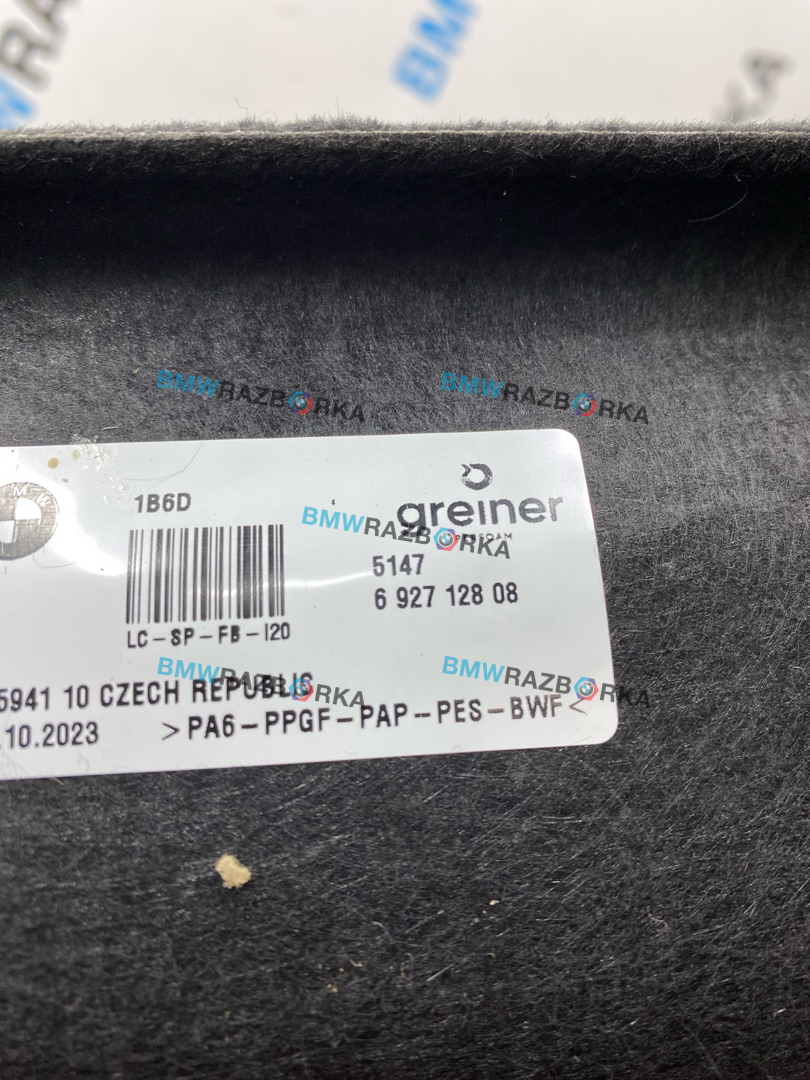 BMW
BMWRAZBORKA
BMWRAZBORKA
1B6D
greiner
BMWRAZBORKA
5147
6 927 128 08
LC-SP-FB-I20
BMWRAZBORKA
BMWRAZBORKA
5941 10 CZECH REPUBLIC
.10.2023 >PA6-PPGF-PAP-PES-BWF<